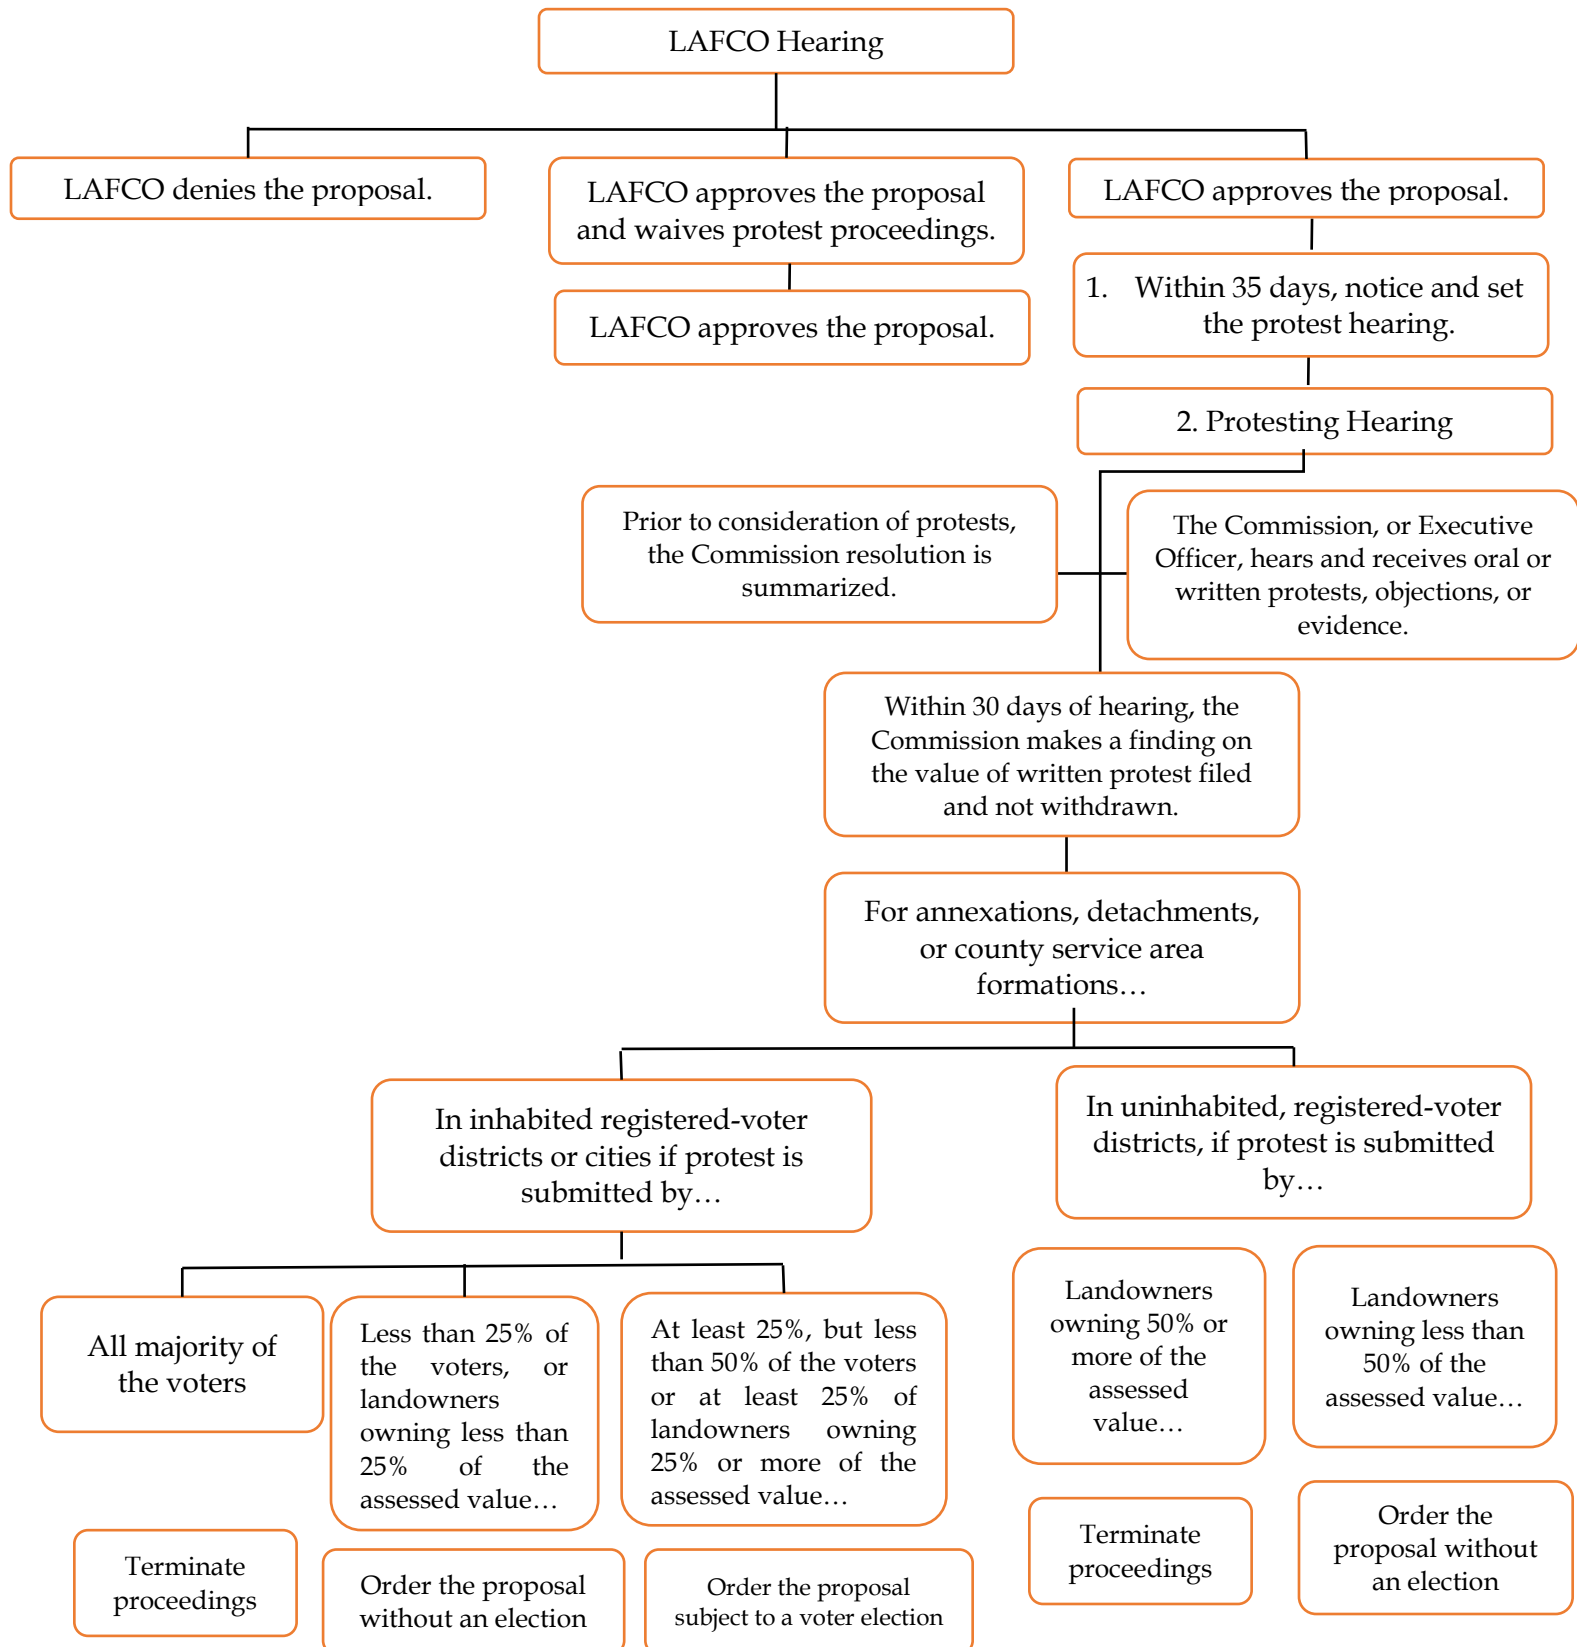 LAFCO Hearing
LAFCO denies the proposal.
LAFCO approves the proposal
and waives protest proceedings.
LAFCO approves the proposal.
LAFCO approves the proposal.
1. Within 35 days, notice and set
the protest hearing.
2. Protesting Hearing
Prior to consideration of protests,
the Commission resolution is
summarized.
The Commission, or Executive
Officer, hears and receives oral or
written protests, objections, or
evidence.
Within 30 days of hearing, the
Commission makes a finding on
the value of written protest filed
and not withdrawn.
For annexations, detachments,
or county service area
formations…
In inhabited registered-voter
districts or cities if protest is
submitted by…
In uninhabited, registered-voter
districts, if protest is submitted
by…
All majority of
the voters
Less than 25% of
the voters, or
landowners
owning less than
25% of the
assessed value…
At least 25%, but less
than 50% of the voters
or at least 25% of
landowners owning
25% or more of the
assessed value…
Landowners
owning 50% or
more of the
assessed
value…
Landowners
owning less than
50% of the
assessed value…
Terminate
proceedings
Order the proposal
without an election
Order the proposal
subject to a voter election
Terminate
proceedings
Order the
proposal without
an election